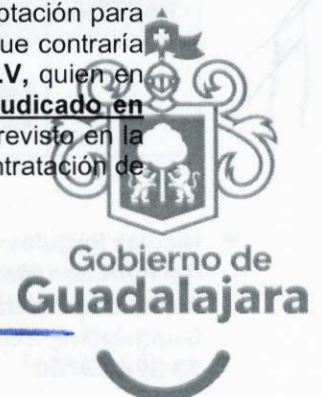 otación para
ue contraría
.V, quien en
udicado en
revisto en la
ntratación de
Gobierno de
Guadalajara